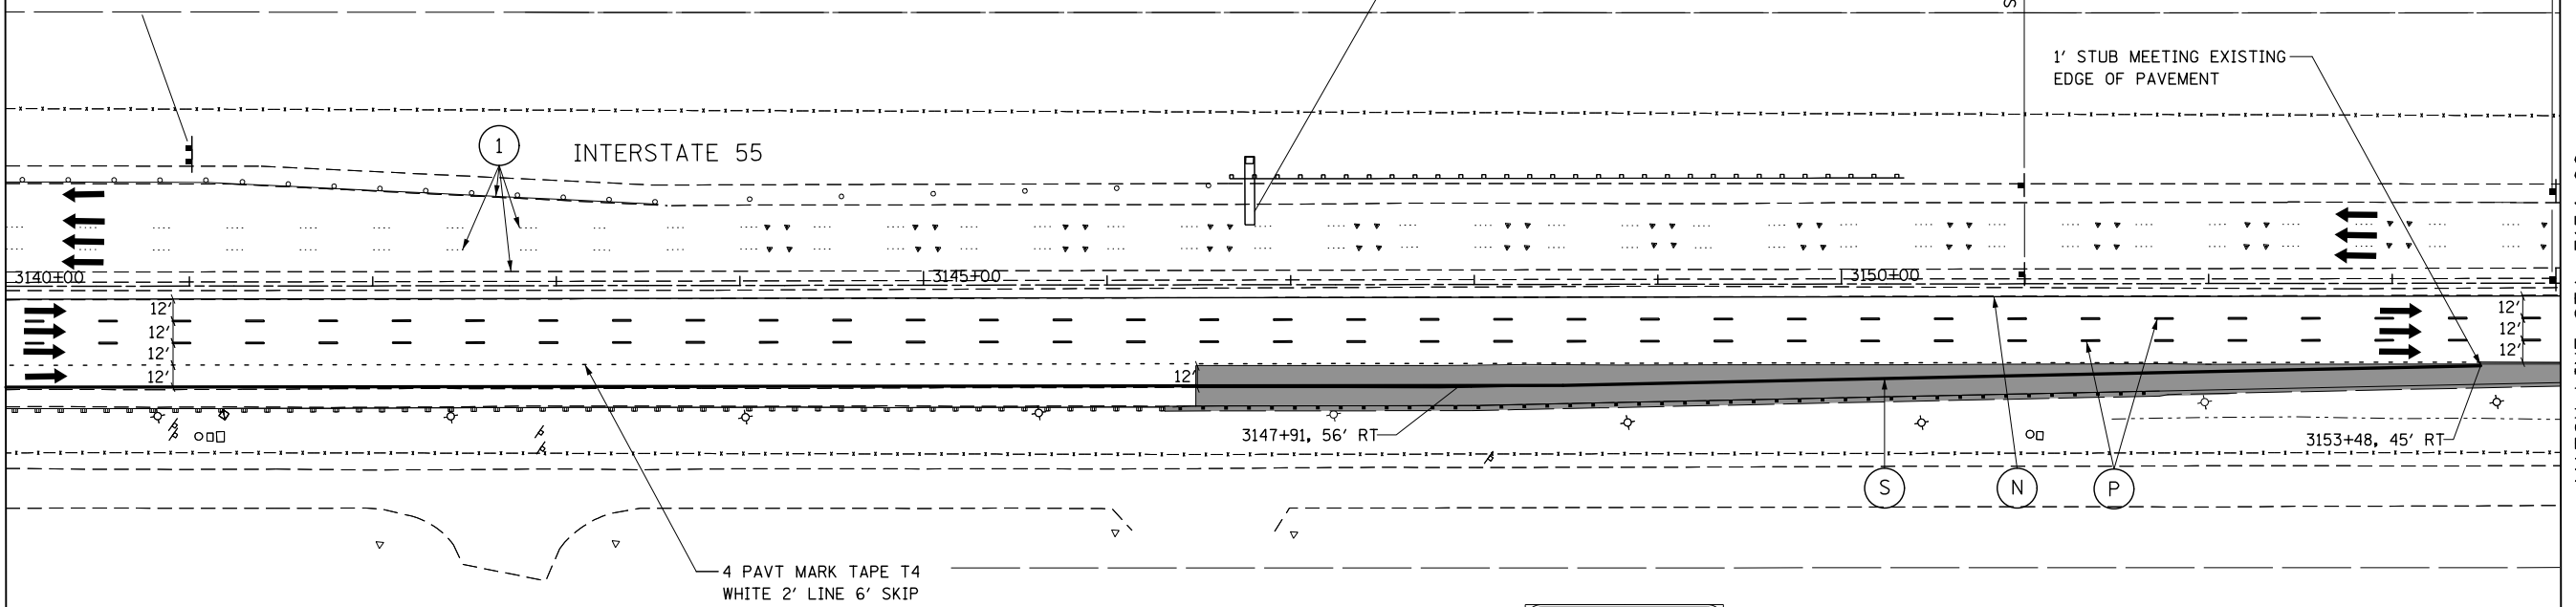 S
1' STUB MEETING EXISTING
EDGE OF PAVEMENT
1
INTERSTATE 55
3140+00
3145+00
3150+00
12'
12'
12'
12'
12'
12'
12'
12'
3147+91, 56' RT
3153+48, 45' RT
S
N
P
4 PAVT MARK TAPE T4
WHITE 2' LINE 6' SKIP